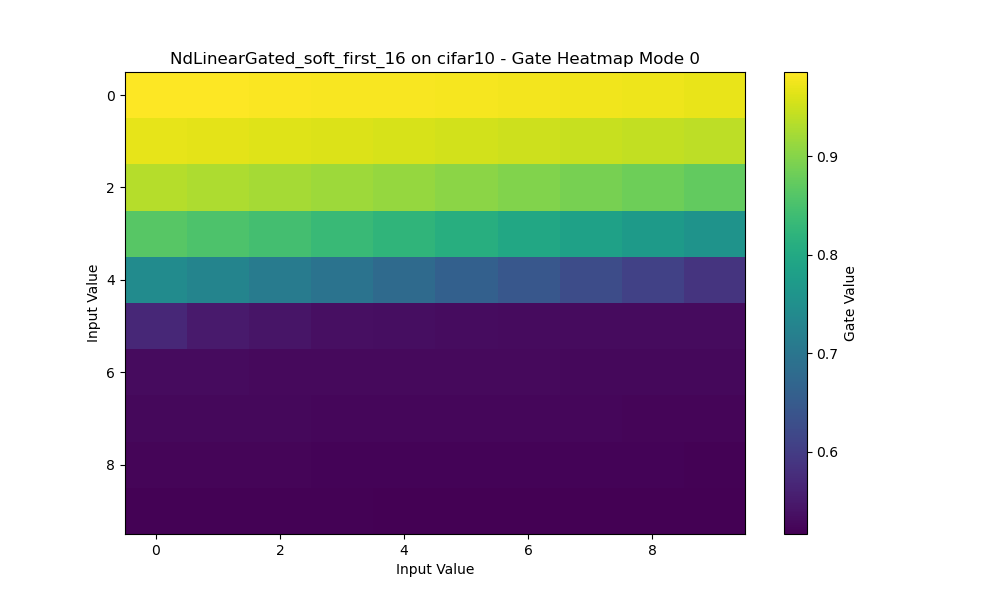 NdLinearGated_soft_first_16 on cifar10 - Gate Heatmap Mode 0
0
2
4
6
8
Input Value
0 2 4 6 8
Input Value
0.9
0.8
0.7
0.6
Gate Value